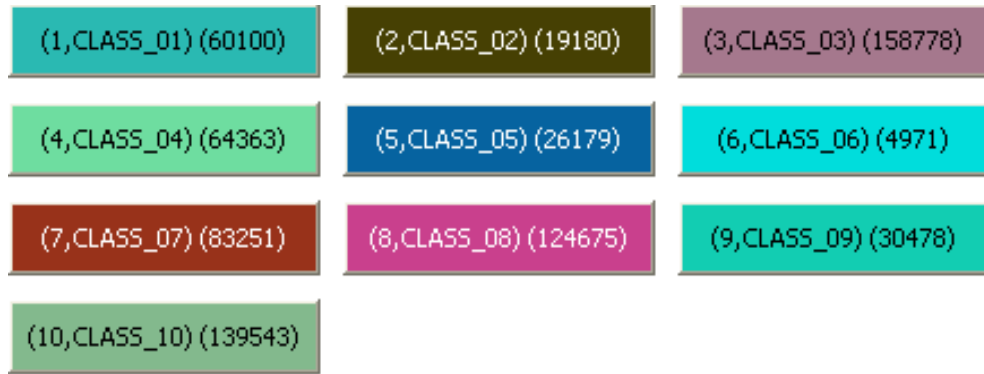 (1,CLASS_01) (60100)
(2,CLASS_02) (19180)
(3,CLASS_03) (158778)
(4,CLASS_04) (64363)
(5,CLASS_05) (26179)
(6,CLASS_06) (4971)
(7,CLASS_07) (83251)
(8,CLASS_08) (124675)
(9,CLASS_09) (30478)
(10,CLASS_10) (139543)